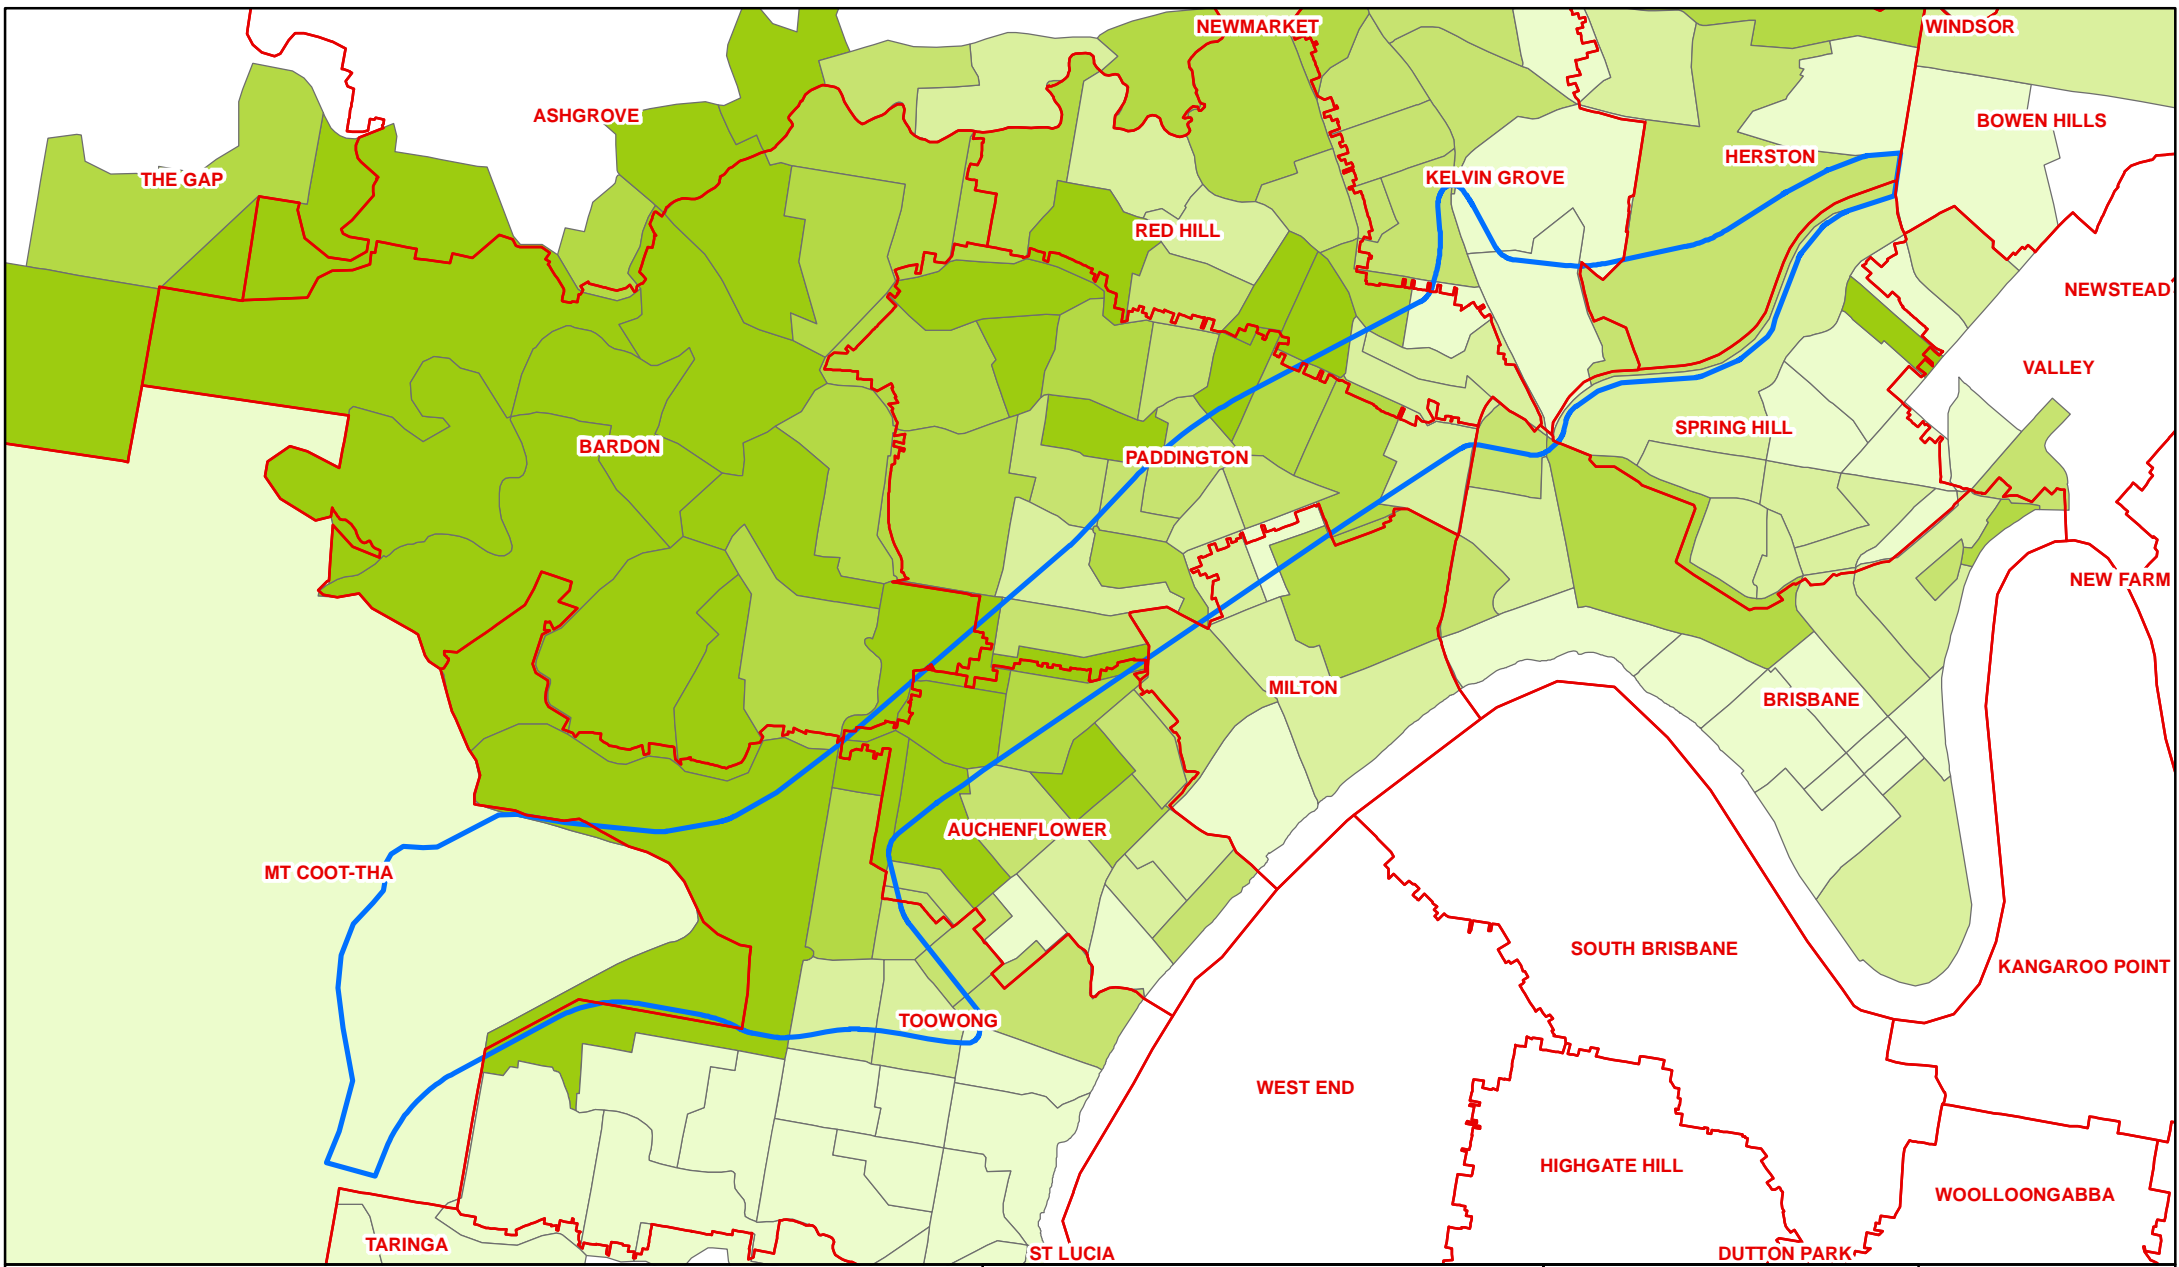 NEWMARKET
WINDSOR
ASHGROVE
BOWEN HILLS
HERSTON
THE GAP
KELVIN GROVE
RED HILL
NEWSTEAD
VALLEY
SPRING HILL
BARDON
PADDINGTON
NEW FARM
MILTON
BRISBANE
AUCHENFLOWER
MT COOT-THA
SOUTH BRISBANE
KANGAROO POINT
TOOWONG
WEST END
HIGHGATE HILL
WOOLLOONGABBA
TARINGA
ST LUCIA
DUTTON PARK